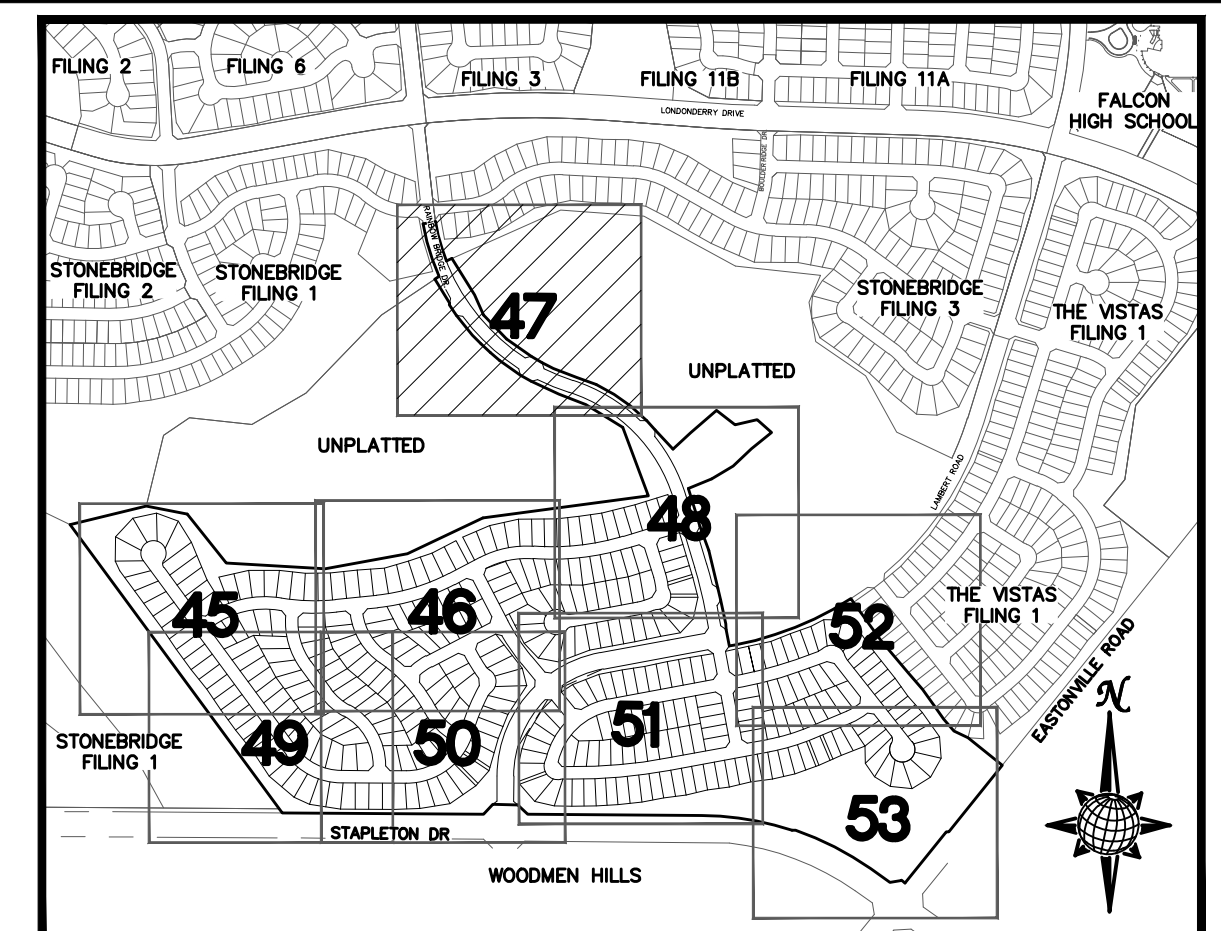 FILING 2
FILING 6
FILING 3
FILING 11B
FILING 11A
LONDONDERRY DRIVE
FALCON
HIGH SCHOOL
BOULDER RIDGE DR
RAINBOW BRIDGE DR
STONEBRIDGE
FILING 2
STONEBRIDGE
FILING 1
47
STONEBRIDGE
FILING 3
THE VISTAS
FILING 1
UNPLATTED
UNPLATTED
LAMBERT ROAD
48
45
46
52
THE VISTAS
FILING 1
EASTONVILLE ROAD
N
STONEBRIDGE
FILING 1
49
50
51
53
STAPLETON DR
WOODMEN HILLS